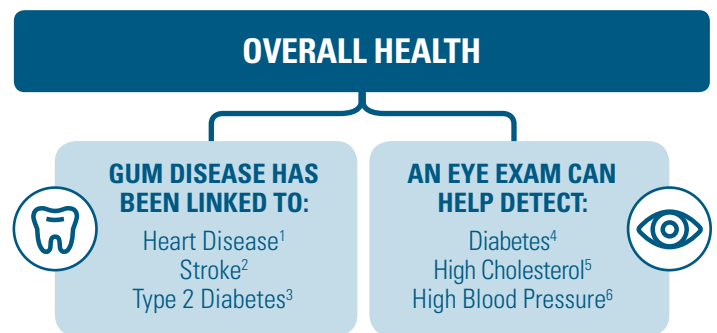 OVERALL HEALTH
GUM DISEASE HAS
BEEN LINKED TO:
Heart Disease¹
Stroke²
Type 2 Diabetes³
AN EYE EXAM CAN
HELP DETECT:
Diabetes⁴
High Cholesterol⁵
High Blood Pressure⁶